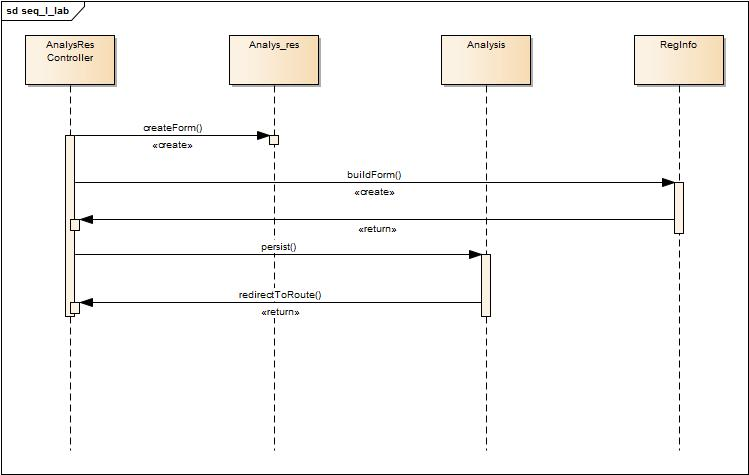 sd seq_l_lab
AnalysRes
Controller
Analys_res
Analysis
RegInfo
createForm()
«create»
buildForm()
«create»
«return»
persist()
redirectToRoute()
«return»